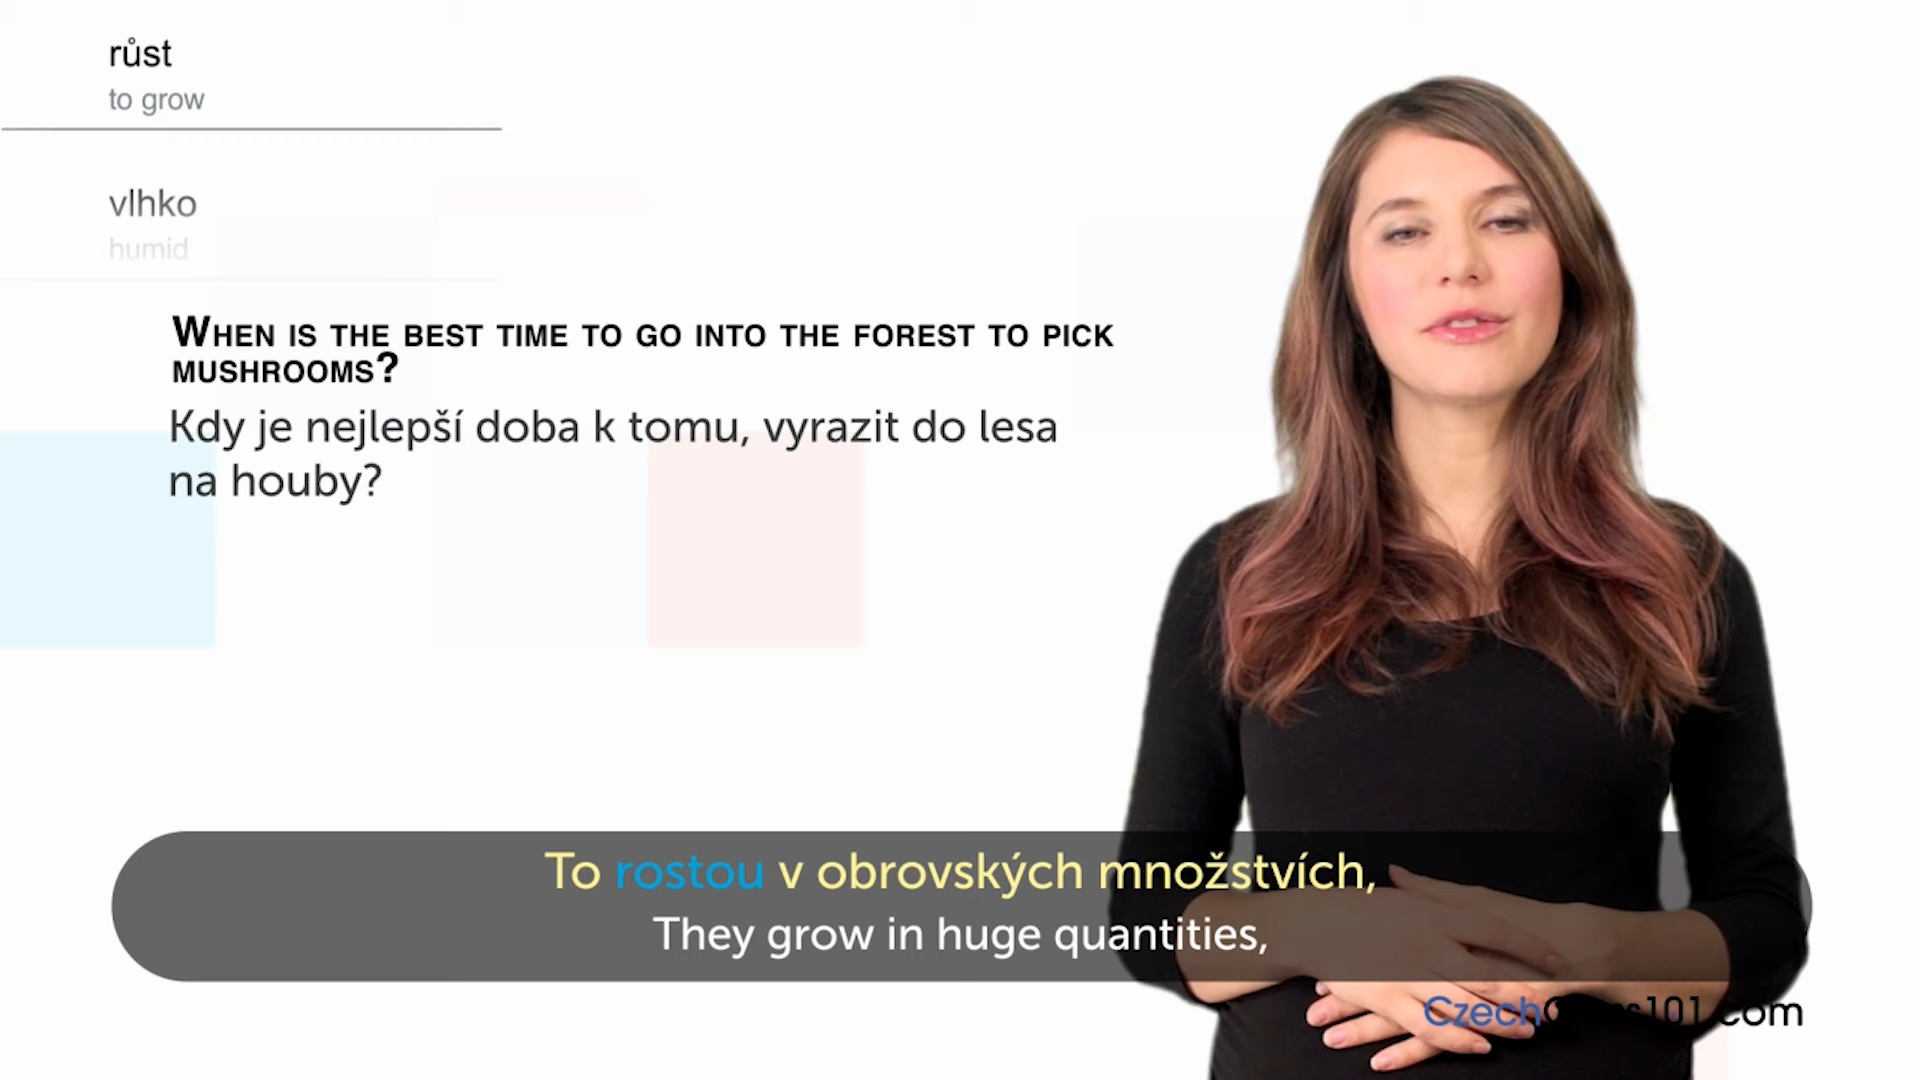 růst
to grow
vlhko
humid
WHEN IS THE BEST TIME TO GO INTO THE FOREST TO PICK
MUSHROOMS?
Kdy je nejlepší doba k tomu, vyrazit do lesa
na houby?
To rostou v obrovských množstvích,
They grow in huge quantities,